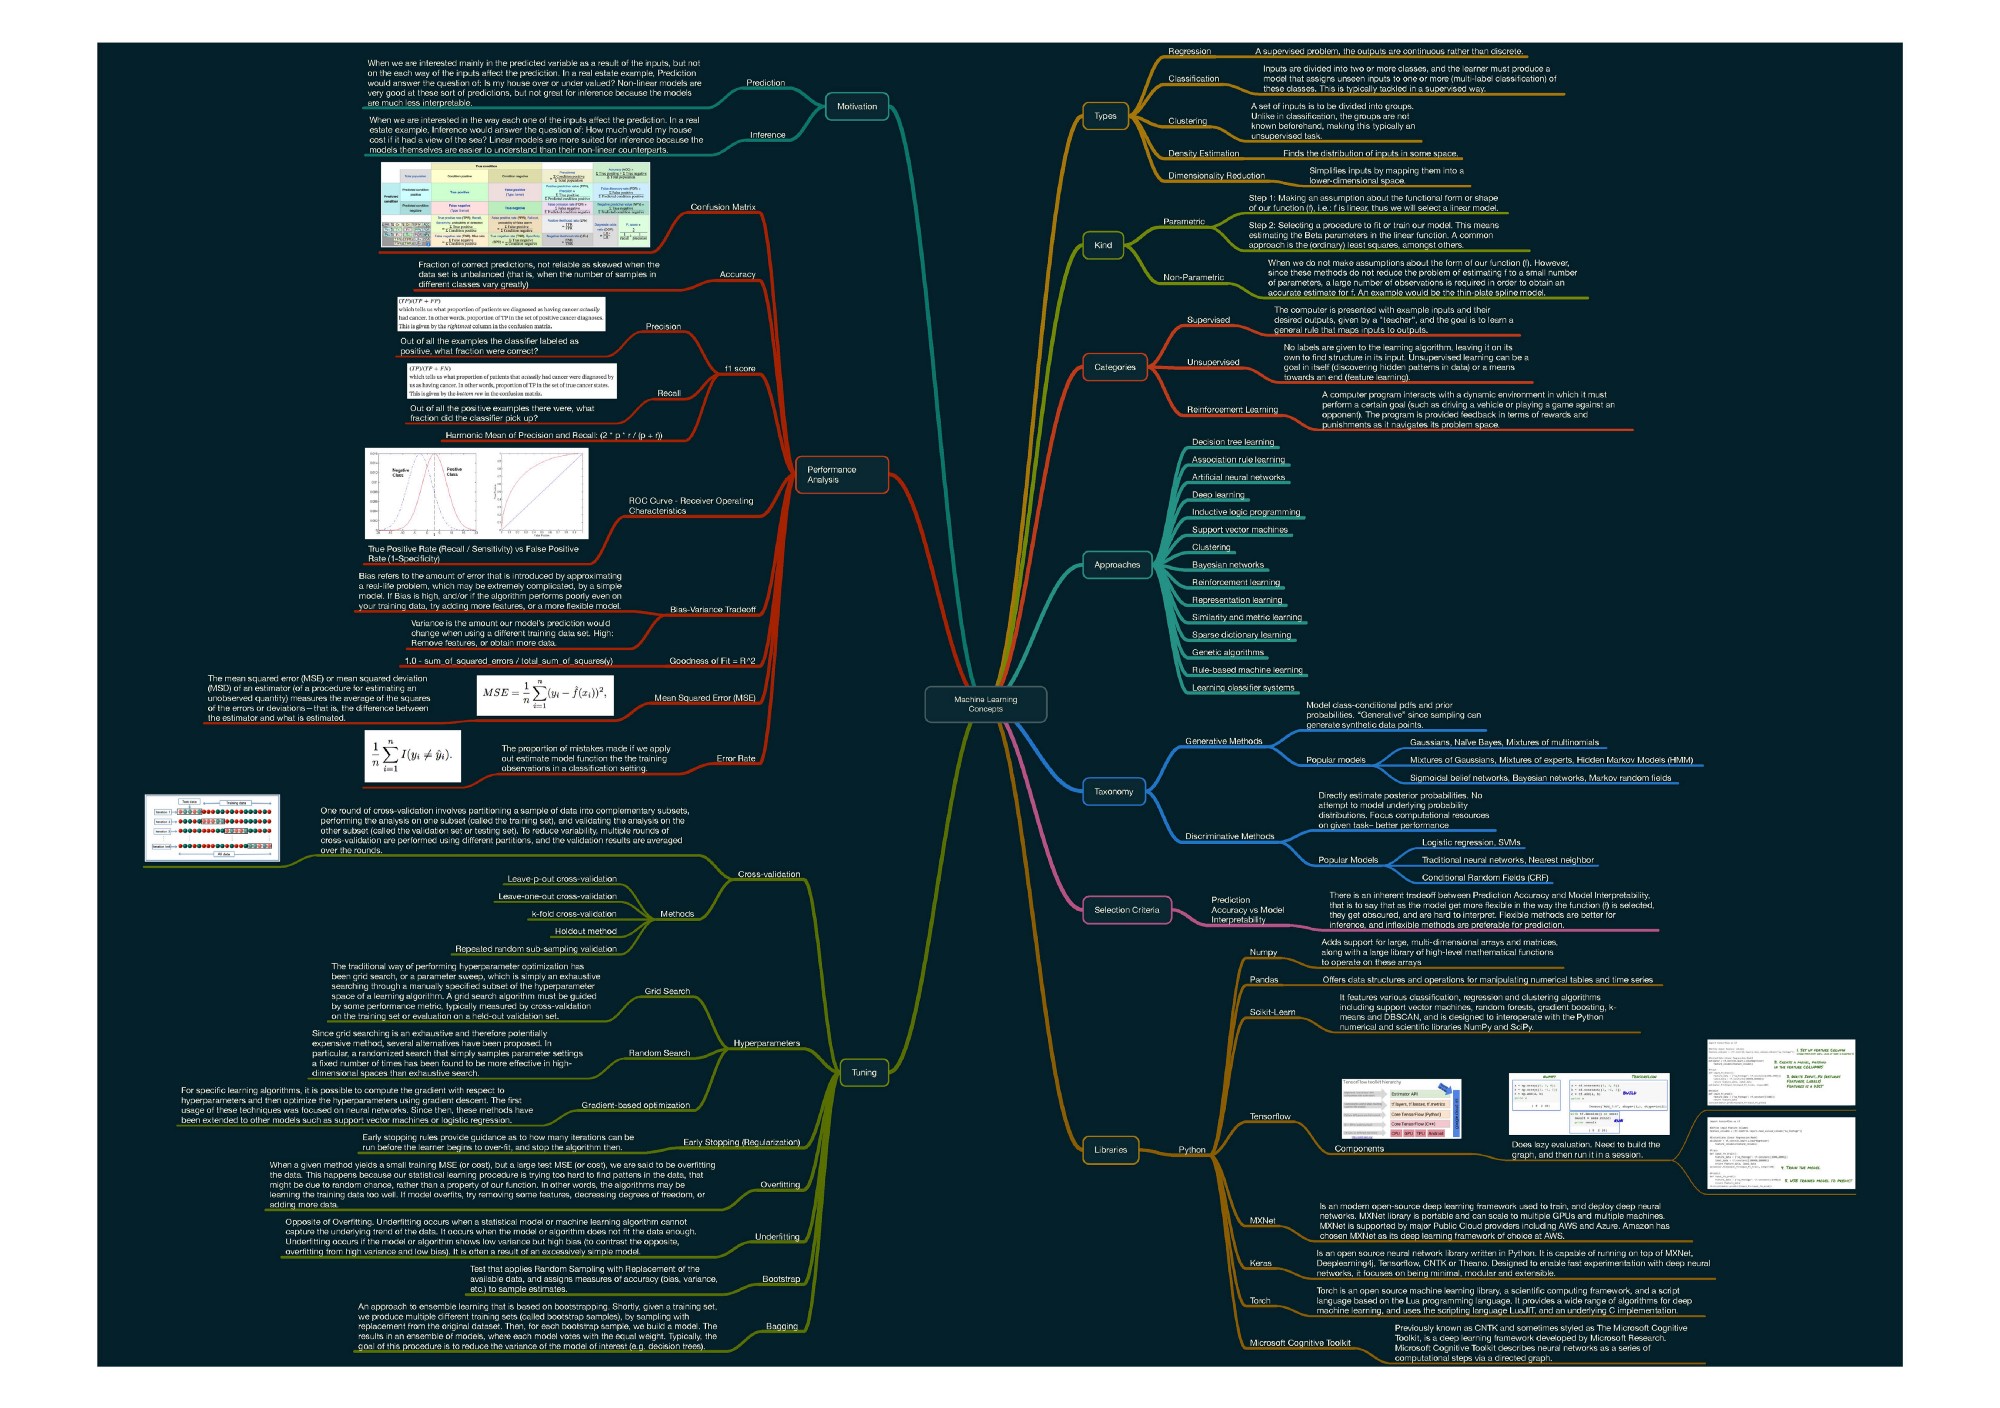 Machine Learning
Concepts
Motivation
Prediction
When we are interested mainly in the predicted variable as a result of the inputs, but not
on the each way of the inputs affect the prediction. In a real estate example, Prediction
would answer the question of: Is my house over or under valued? Non-linear models are
very good at these sort of predictions, but not great for inference because the models
are much less interpretable.
Inference
When we are interested in the way each one of the inputs affect the prediction. In a real
estate example, Inference would answer the question of: How much would my house
cost if it had a view of the sea? Linear models are more suited for inference because the
models themselves are easier to understand than their non-linear counterparts.
Performance
Analysis
Confusion Matrix
True condition
Total population
Condition positive
Condition negative
Predicted condition
positive
True positive
False positive
(Type I error)
Predicted condition
negative
False negative
(Type II error)
True negative
Accuracy
Fraction of correct predictions, not reliable as skewed when the
data set is unbalanced (that is, when the number of samples in
different classes vary greatly)
f1 score
Precision
(TP)/(TP + FP)
which tells us what proportion of patients we diagnosed as having cancer actually
had cancer. In other words, proportion of TP in the set of positive cancer diagnoses.
This is given by the rightmost column in the confusion matrix.
Out of all the examples the classifier labeled as
positive, what fraction were correct?
Recall
(TP)/(TP + FN)
which tells us what proportion of patients that actually had cancer were diagnosed by
us as having cancer. In other words, proportion of TP in the set of true cancer states.
This is given by the bottom row in the confusion matrix.
Out of all the positive examples there were, what
fraction did the classifier pick up?
Harmonic Mean of Precision and Recall: (2 * p * r / (p + r))
ROC Curve - Receiver Operating
Characteristics
Negative
Class
Positive
Class
True Positive Rate (Recall / Sensitivity) vs False Positive
Rate (1-Specificity)
Bias-Variance Tradeoff
Bias refers to the amount of error that is introduced by approximating
a real-life problem, which may be extremely complicated, by a simple
model. If Bias is high, and/or if the algorithm performs poorly even on
your training data, try adding more features, or a more flexible model.
Variance is the amount our model's prediction would
change when using a different training data set. High:
Remove features, or obtain more data.
Goodness of Fit = R^2
1.0 - sum_of_squared_errors / total_sum_of_squares(y)
Mean Squared Error (MSE)
MSE = 1/n ∑ i=1 n (yi − f̂(xi))²,
The mean squared error (MSE) or mean squared deviation
(MSD) of an estimator (of a procedure for estimating an
unobserved quantity) measures the average of the squares
of the errors or deviations—that is, the difference between
the estimator and what is estimated.
Error Rate
The proportion of mistakes made if we apply
out estimate model function the the training
observations in a classification setting.
1/n ∑ i=1 n I(yi ≠ ŷi).
Tuning
Cross-validation
One round of cross-validation involves partitioning a sample of data into complementary subsets,
performing the analysis on one subset (called the training set), and validating the analysis on the
other subset (called the validation set or testing set). To reduce variability, multiple rounds of
cross-validation are performed using different partitions, and the validation results are averaged
over the rounds.
Test data
Training data
All data
Methods
Leave-p-out cross-validation
Leave-one-out cross-validation
k-fold cross-validation
Holdout method
Repeated random sub-sampling validation
Hyperparameters
Grid Search
The traditional way of performing hyperparameter optimization has
been grid search, or a parameter sweep, which is simply an exhaustive
searching through a manually specified subset of the hyperparameter
space of a learning algorithm. A grid search algorithm must be guided
by some performance metric, typically measured by cross-validation
on the training set or evaluation on a held-out validation set.
Random Search
Since grid searching is an exhaustive and therefore potentially
expensive method, several alternatives have been proposed. In
particular, a randomized search that simply samples parameter settings
a fixed number of times has been found to be more effective in high-
dimensional spaces than exhaustive search.
Gradient-based optimization
For specific learning algorithms, it is possible to compute the gradient with respect to
hyperparameters and then optimize the hyperparameters using gradient descent. The first
usage of these techniques was focused on neural networks. Since then, these methods have
been extended to other models such as support vector machines or logistic regression.
Early Stopping (Regularization)
Early stopping rules provide guidance as to how many iterations can be
run before the learner begins to over-fit, and stop the algorithm then.
Overfitting
When a given method yields a small training MSE (or cost), but a large test MSE (or cost), we are said to be overfitting
the data. This happens because our statistical learning procedure is trying too hard to find pattens in the data, that
might be due to random chance, rather than a property of our function. In other words, the algorithms may be
learning the training data too well. If model overfits, try removing some features, decreasing degrees of freedom, or
adding more data.
Underfitting
Opposite of Overfitting. Underfitting occurs when a statistical model or machine learning algorithm cannot
capture the underlying trend of the data. It occurs when the model or algorithm does not fit the data enough.
Underfitting occurs if the model or algorithm shows low variance but high bias (to contrast the opposite,
overfitting from high variance and low bias). It is often a result of an excessively simple model.
Bootstrap
Test that applies Random Sampling with Replacement of the
available data, and assigns measures of accuracy (bias, variance,
etc.) to sample estimates.
Bagging
An approach to ensemble learning that is based on bootstrapping. Shortly, given a training set,
we produce multiple different training sets (called bootstrap samples), by sampling with
replacement from the original dataset. Then, for each bootstrap sample, we build a model. The
results in an ensemble of models, where each model votes with the equal weight. Typically, the
goal of this procedure is to reduce the variance of the model of interest (e.g. decision trees).
Types
Regression
A supervised problem, the outputs are continuous rather than discrete.
Classification
Inputs are divided into two or more classes, and the learner must produce a
model that assigns unseen inputs to one or more (multi-label classification) of
these classes. This is typically tackled in a supervised way.
Clustering
A set of inputs is to be divided into groups.
Unlike in classification, the groups are not
known beforehand, making this typically an
unsupervised task.
Density Estimation
Finds the distribution of inputs in some space.
Dimensionality Reduction
Simplifies inputs by mapping them into a
lower-dimensional space.
Kind
Parametric
Step 1: Making an assumption about the functional form or shape
of our function (f), i.e.: f is linear, thus we will select a linear model.
Step 2: Selecting a procedure to fit or train our model. This means
estimating the Beta parameters in the linear function. A common
approach is the (ordinary) least squares, amongst others.
Non-Parametric
When we do not make assumptions about the form of our function (f). However,
since these methods do not reduce the problem of estimating f to a small number
of parameters, a large number of observations is required in order to obtain an
accurate estimate for f. An example would be the thin-plate spline model.
Categories
Supervised
The computer is presented with example inputs and their
desired outputs, given by a "teacher", and the goal is to learn a
general rule that maps inputs to outputs.
Unsupervised
No labels are given to the learning algorithm, leaving it on its
own to find structure in its input. Unsupervised learning can be a
goal in itself (discovering hidden patterns in data) or a means
towards an end (feature learning).
Reinforcement Learning
A computer program interacts with a dynamic environment in which it must
perform a certain goal (such as driving a vehicle or playing a game against an
opponent). The program is provided feedback in terms of rewards and
punishments as it navigates its problem space.
Approaches
Decision tree learning
Association rule learning
Artificial neural networks
Deep learning
Inductive logic programming
Support vector machines
Clustering
Bayesian networks
Reinforcement learning
Representation learning
Similarity and metric learning
Sparse dictionary learning
Genetic algorithms
Rule-based machine learning
Learning classifier systems
Taxonomy
Generative Methods
Model class-conditional pdfs and prior
probabilities. "Generative" since sampling can
generate synthetic data points.
Popular models
Gaussians, Naïve Bayes, Mixtures of multinomials
Mixtures of Gaussians, Mixtures of experts, Hidden Markov Models (HMM)
Sigmoidal belief networks, Bayesian networks, Markov random fields
Discriminative Methods
Directly estimate posterior probabilities. No
attempt to model underlying probability
distributions. Focus computational resources
on given task– better performance
Popular Models
Logistic regression, SVMs
Traditional neural networks, Nearest neighbor
Conditional Random Fields (CRF)
Selection Criteria
Prediction
Accuracy vs Model
Interpretability
There is an inherent tradeoff between Prediction Accuracy and Model Interpretability,
that is to say that as the model get more flexible in the way the function (f) is selected,
they get obscured, and are hard to interpret. Flexible methods are better for
inference, and inflexible methods are preferable for prediction.
Libraries
Python
Numpy
Adds support for large, multi-dimensional arrays and matrices,
along with a large library of high-level mathematical functions
to operate on these arrays
Pandas
Offers data structures and operations for manipulating numerical tables and time series
Scikit-Learn
It features various classification, regression and clustering algorithms
including support vector machines, random forests, gradient boosting, k-
means and DBSCAN, and is designed to interoperate with the Python
numerical and scientific libraries NumPy and SciPy.
Tensorflow
Components
TensorFlow toolkit hierarchy
Estimator API
tf.layers, tf.losses, tf.metrics
Core TensorFlow (Python)
Core TensorFlow (C++)
CPU
GPU
TPU
Android
NUMPY
TENSORFLOW
BUILD
RUN
Does lazy evaluation. Need to build the
graph, and then run it in a session.
4. TRAIN THE MODEL
5. USE TRAINED MODEL TO PREDICT
MXNet
Is an modern open-source deep learning framework used to train, and deploy deep neural
networks. MXNet library is portable and can scale to multiple GPUs and multiple machines.
MXNet is supported by major Public Cloud providers including AWS and Azure. Amazon has
chosen MXNet as its deep learning framework of choice at AWS.
Keras
Is an open source neural network library written in Python. It is capable of running on top of MXNet,
Deeplearning4j, Tensorflow, CNTK or Theano. Designed to enable fast experimentation with deep neural
networks, it focuses on being minimal, modular and extensible.
Torch
Torch is an open source machine learning library, a scientific computing framework, and a script
language based on the Lua programming language. It provides a wide range of algorithms for deep
machine learning, and uses the scripting language LuaJIT, and an underlying C implementation.
Microsoft Cognitive Toolkit
Previously known as CNTK and sometimes styled as The Microsoft Cognitive
Toolkit, is a deep learning framework developed by Microsoft Research.
Microsoft Cognitive Toolkit describes neural networks as a series of
computational steps via a directed graph.